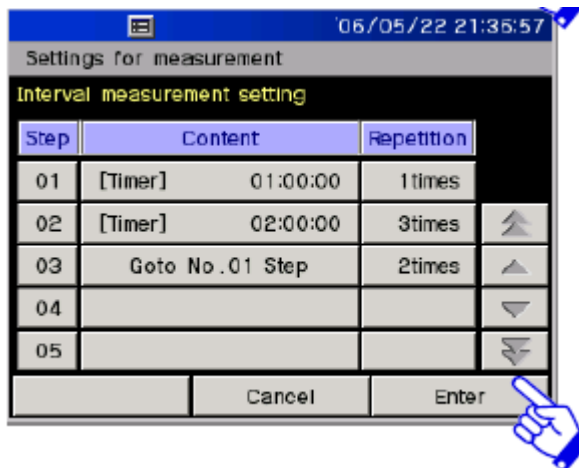 '06/05/22 21:36:57
Settings for measurement
Interval measurement setting
Step Content Repetition
01 [Timer] 01:00:00 1times
02 [Timer] 02:00:00 3times
03 Goto No.01 Step 2times
04
05
Cancel Enter